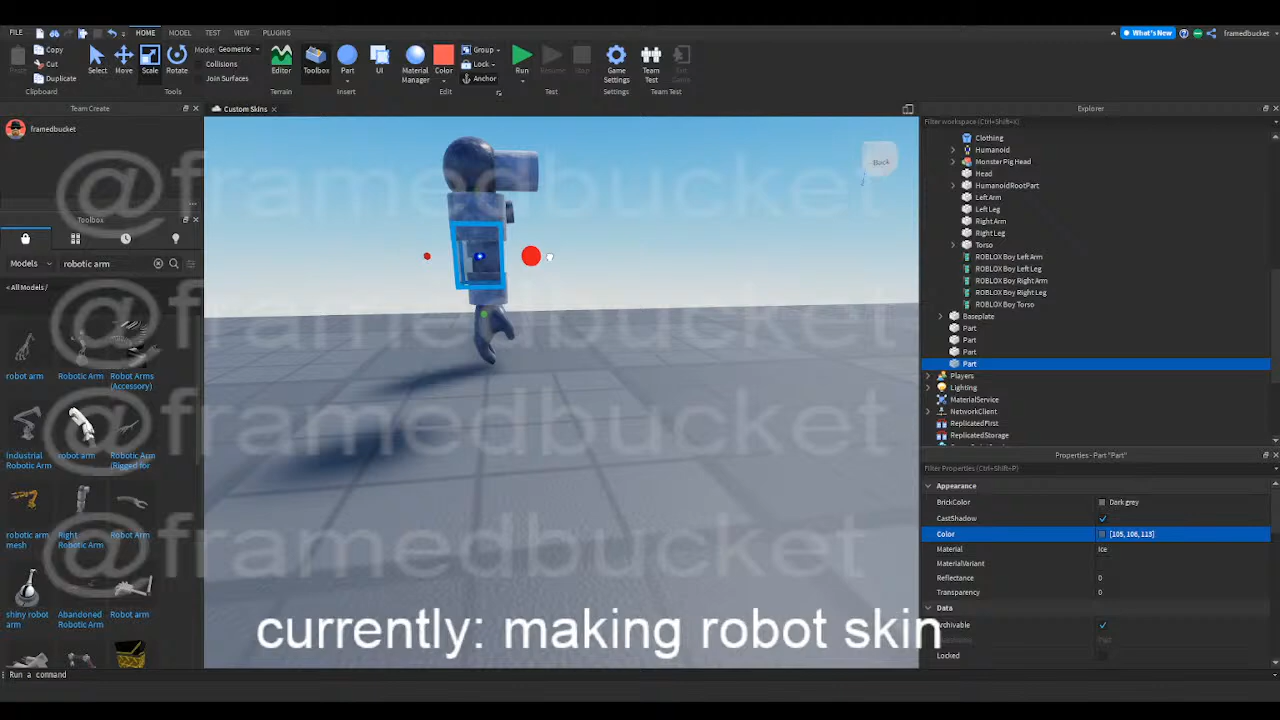 FILE HOME MODEL TEST VIEW PLUGINS What's New framedbucket
Copy Cut Duplicate Clipboard
Select Move Scale Rotate Mode: Geometric Collisions Join Surfaces Tools
Editor Terrain Toolbox Part UI Insert
Material Manager Color Group Lock Anchor Edit
Run Test Game Settings Settings Team Test Team Test
Team Create
framedbucket
Toolbox
Models robotic arm
<All Models/
robot arm Robotic Arm Robot Arms (Accessory)
Industrial Robotic Arm robot arm Robotic Arm (Rigged for
robotic arm mesh Right Robotic Arm Robot Arm
shiny robot arm Abandoned Robotic Arm Robot arm
Custom Skins
Back
@framedbucket
@framedbucket
@framedbucket
@framedbucket
currently: making robot skin
Explorer
Filter workspace (Ctrl+Shift+X)
Clothing
Humanoid
Monster Pig Head
Head
HumanoidRootPart
Left Arm
Left Leg
Right Arm
Right Leg
Torso
ROBLOX Boy Left Arm
ROBLOX Boy Left Leg
ROBLOX Boy Right Arm
ROBLOX Boy Right Leg
ROBLOX Boy Torso
Baseplate
Part
Part
Part
Part
Players
Lighting
MaterialService
NetworkClient
ReplicatedFirst
ReplicatedStorage
Properties - Part "Part"
Filter Properties (Ctrl+Shift+P)
Appearance
BrickColor Dark grey
CastShadow
Color [105, 106, 113]
Material Ice
MaterialVariant
Reflectance 0
Transparency 0
Data
Archivable
Locked
Run a command